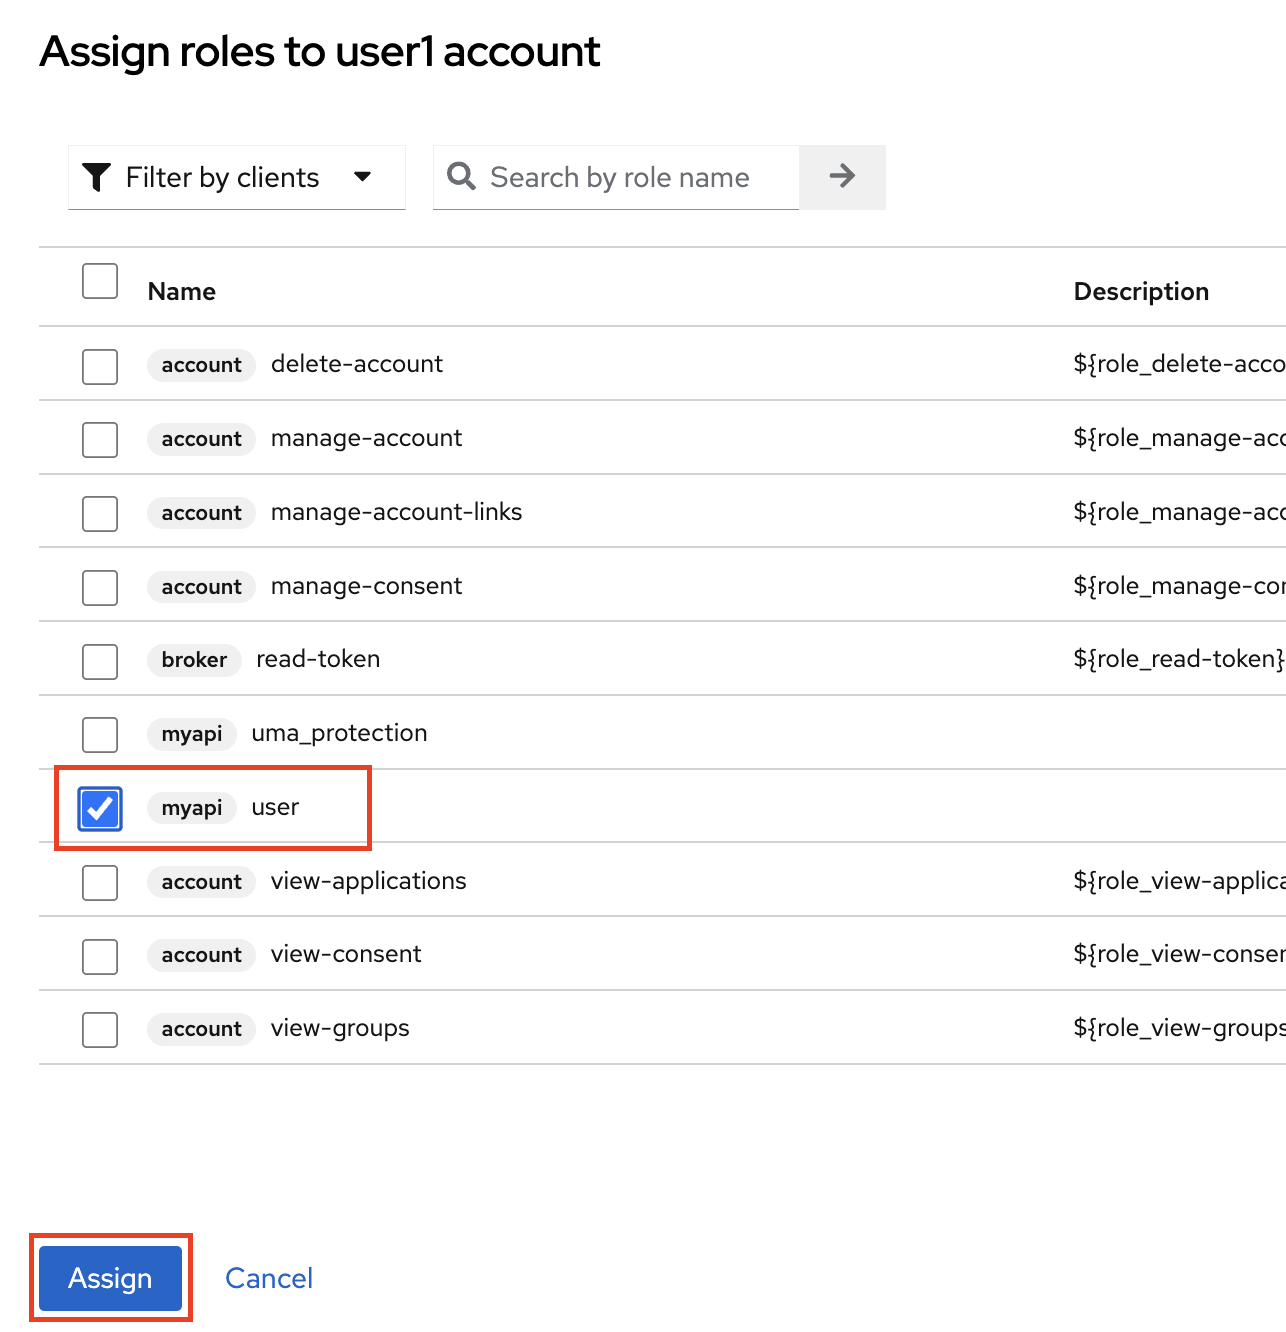 Assign roles to user1 account
Filter by clients Search by role name
Name Description
account delete-account ${role_delete-acco
account manage-account ${role_manage-acc
account manage-account-links ${role_manage-acc
account manage-consent ${role_manage-con
broker read-token ${role_read-token}
myapi uma_protection
myapi user
account view-applications ${role_view-applica
account view-consent ${role_view-consen
account view-groups ${role_view-groups
Assign Cancel